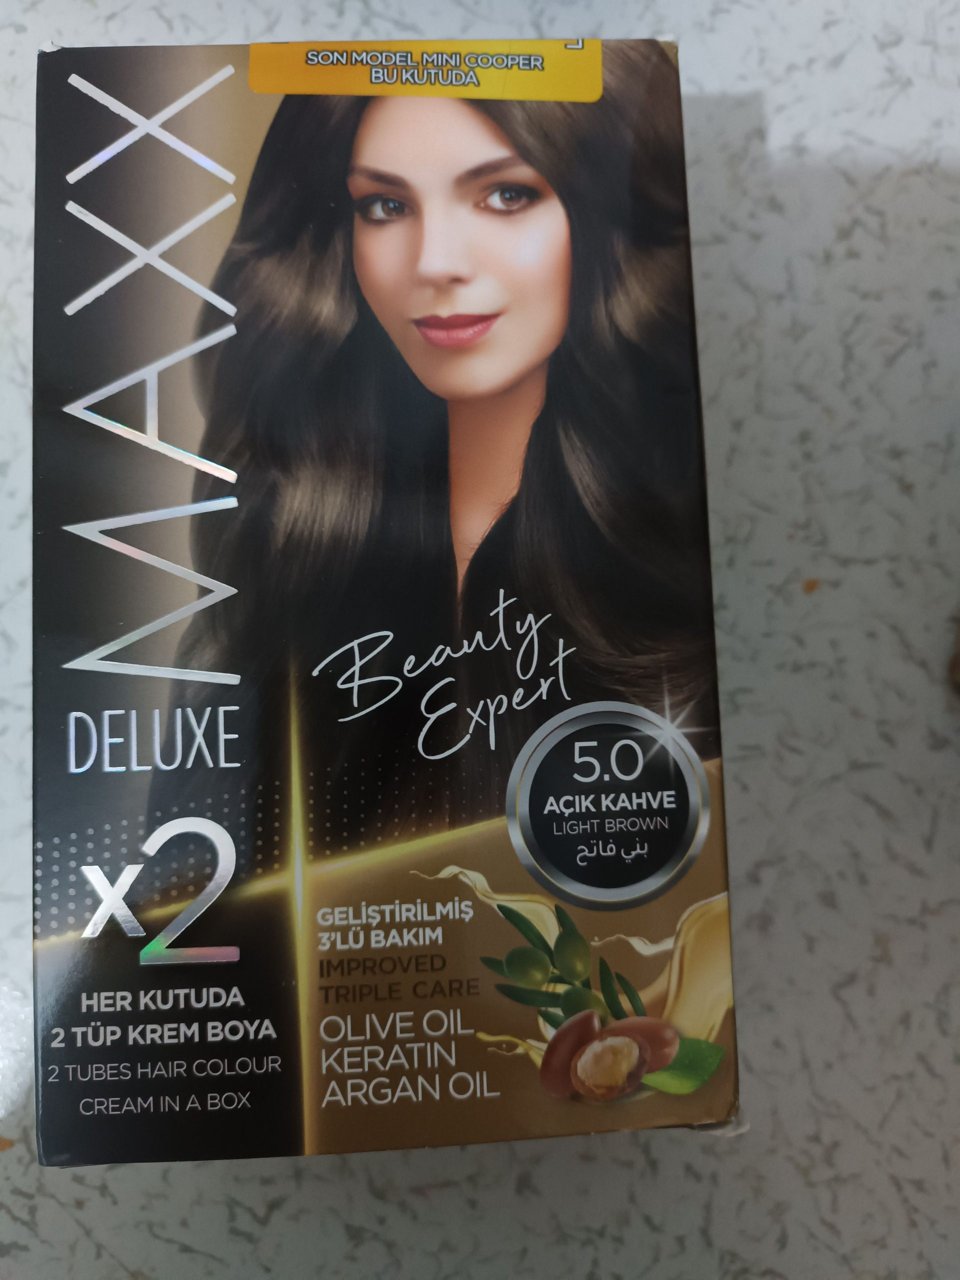 SON MODEL MINI COOPER
BU KUTUDA
MAXX
DELUXE
Beauty
Expert
5.0
AÇIK KAHVE
LIGHT BROWN
بني فاتح
x2
HER KUTUDA
2 TÜP KREM BOYA
2 TUBES HAIR COLOUR
CREAM IN A BOX
GELİŞTİRİLMİŞ
3'LÜ BAKIM
IMPROVED
TRIPLE CARE
OLIVE OIL
KERATIN
ARGAN OIL